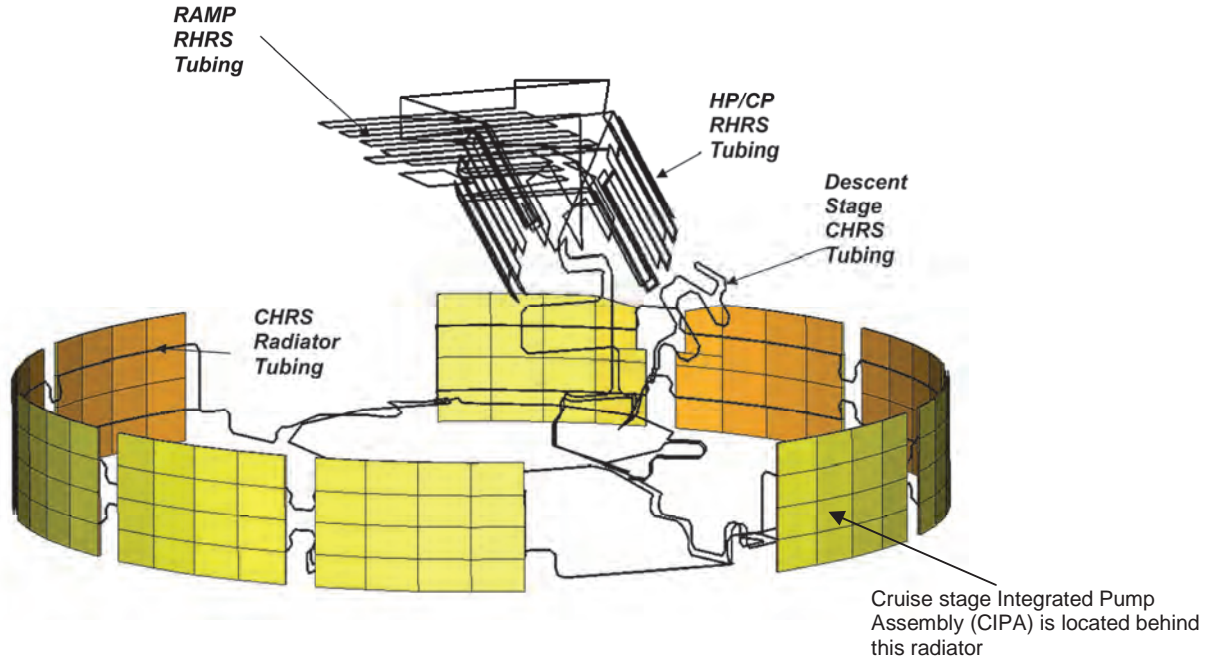 RAMP
RHRS
Tubing
HP/CP
RHRS
Tubing
Descent
Stage
CHRS
Tubing
CHRS
Radiator
Tubing
Cruise stage Integrated Pump
Assembly (CIPA) is located behind
this radiator